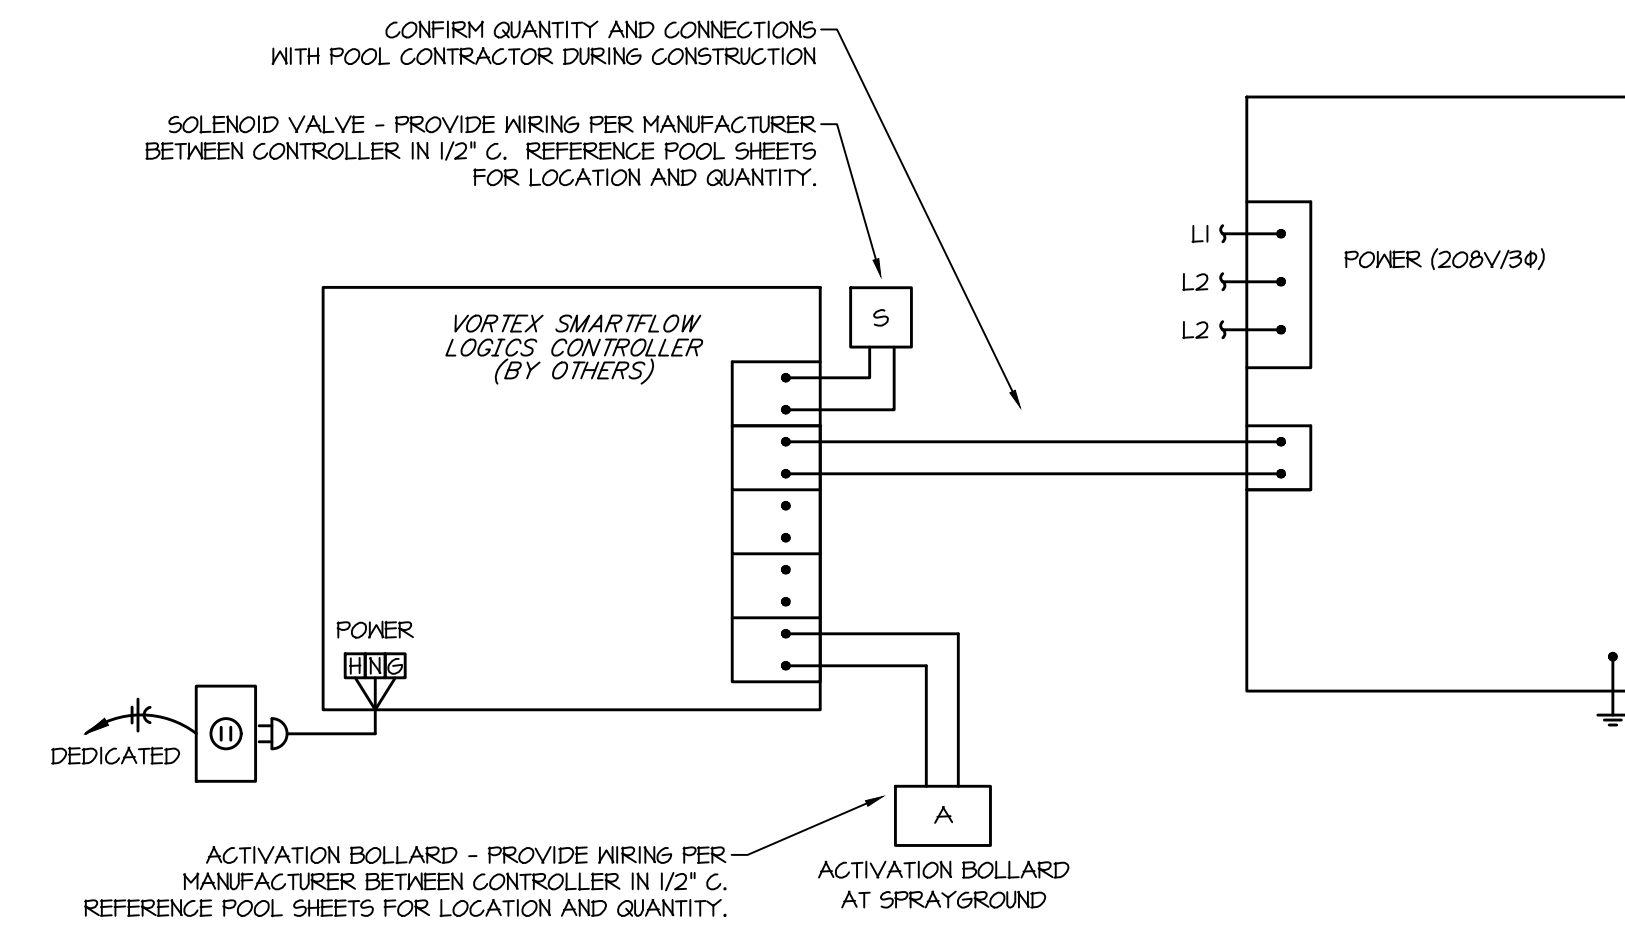 CONFIRM QUANTITY AND CONNECTIONS
WITH POOL CONTRACTOR DURING CONSTRUCTION
SOLENOID VALVE - PROVIDE WIRING PER MANUFACTURER
BETWEEN CONTROLLER IN 1/2" C. REFERENCE POOL SHEETS
FOR LOCATION AND QUANTITY.
L1
L2
L2
POWER (208V/3Φ)
S
VORTEX SMARTFLOW
LOGICS CONTROLLER
(BY OTHERS)
POWER
H N G
DEDICATED
A
ACTIVATION BOLLARD - PROVIDE WIRING PER
MANUFACTURER BETWEEN CONTROLLER IN 1/2" C.
REFERENCE POOL SHEETS FOR LOCATION AND QUANTITY.
ACTIVATION BOLLARD
AT SPRAYGROUND